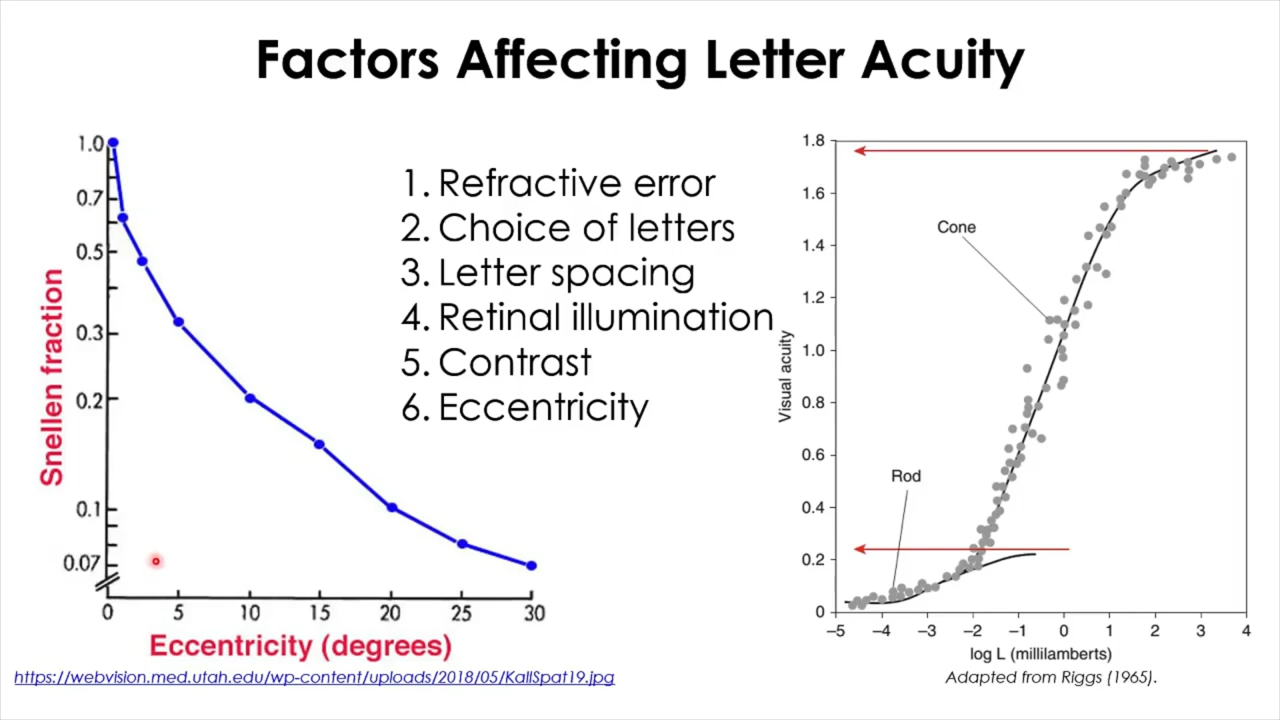 Factors Affecting Letter Acuity
1.0
0.7
0.5
0.3
0.2
0.1
0.07
Snellen fraction
0 5 10 15 20 25 30
Eccentricity (degrees)
https://webvision.med.utah.edu/wp-content/uploads/2018/05/KallSpat19.jpg
1. Refractive error
2. Choice of letters
3. Letter spacing
4. Retinal illumination
5. Contrast
6. Eccentricity
1.8
1.6
1.4
1.2
1.0
0.8
0.6
0.4
0.2
0
Visual acuity
Cone
Rod
–5 –4 –3 –2 –1 0 1 2 3 4
log L (millilamberts)
Adapted from Riggs (1965).